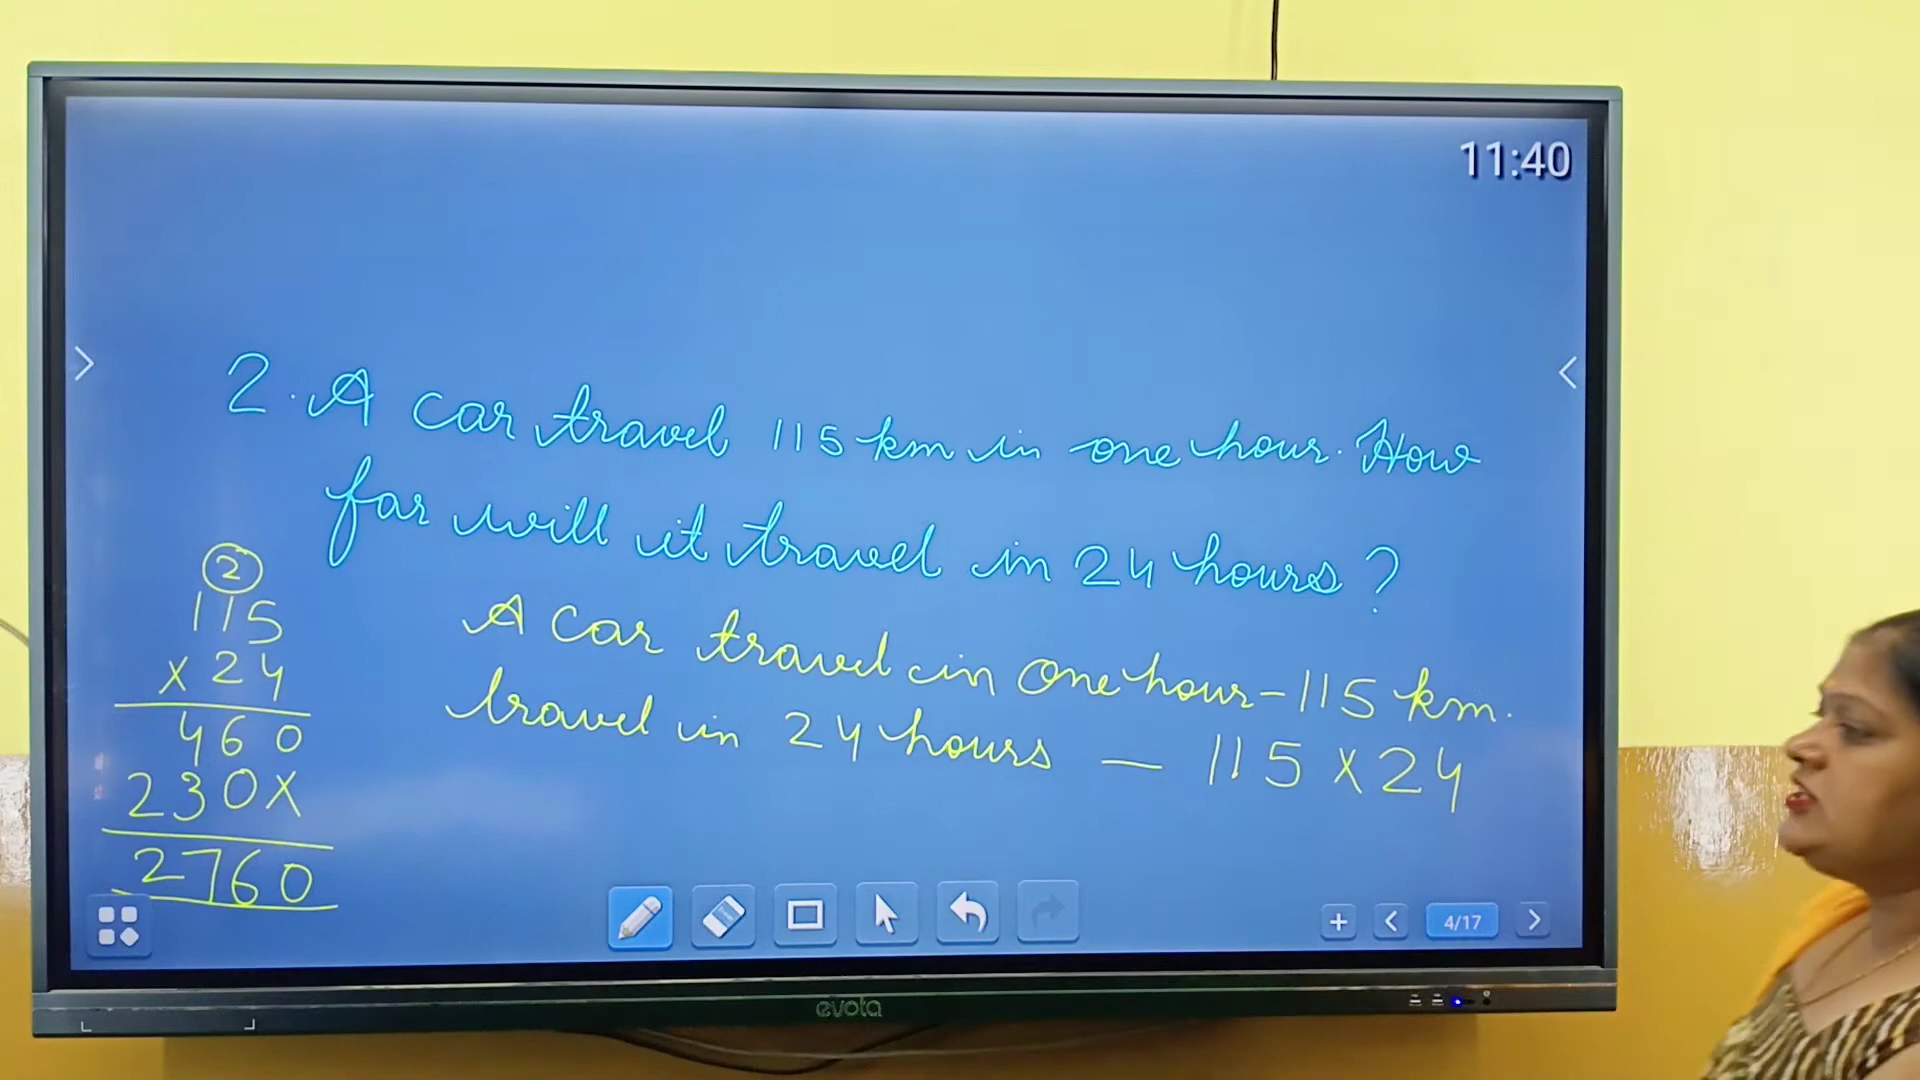 11:40
2. A car travel 115 km in one hour. How
far will it travel in 24 hours?
A car travel in one hour - 115 km.
travel in 24 hours — 115 x 24
2
115
x 24
460
230X
2760
4/17
evota